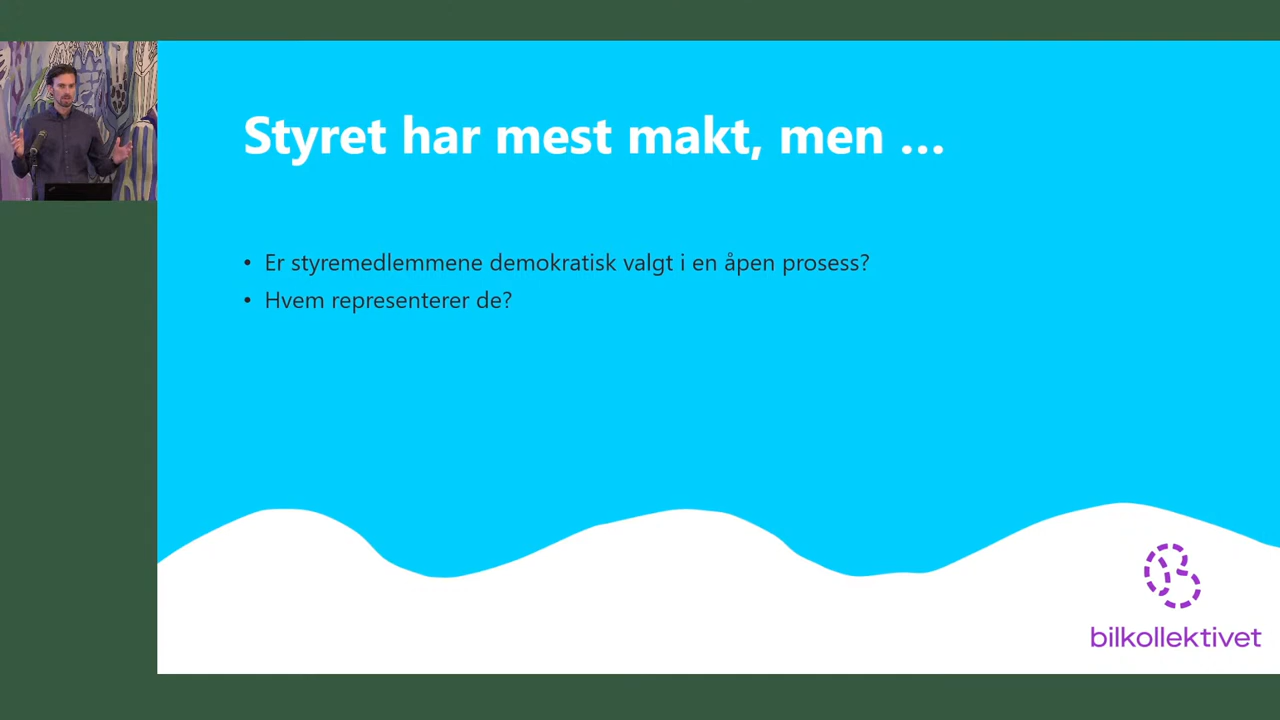 Styret har mest makt, men ...
• Er styremedlemmene demokratisk valgt i en åpen prosess?
• Hvem representerer de?
bilkollektivet